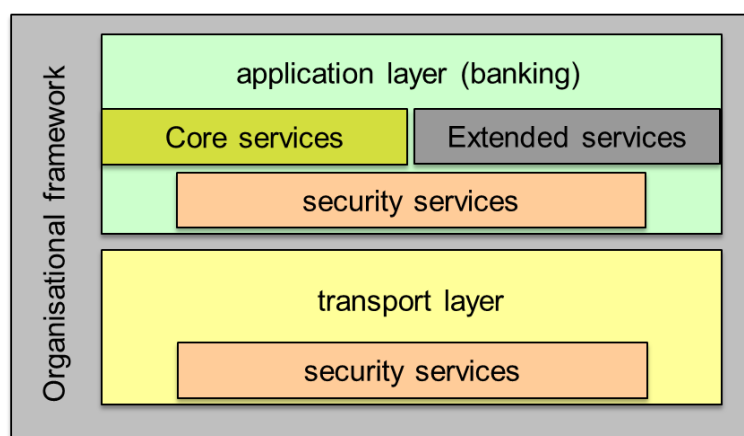 Organisational framework
application layer (banking)
Core services
Extended services
security services
transport layer
security services